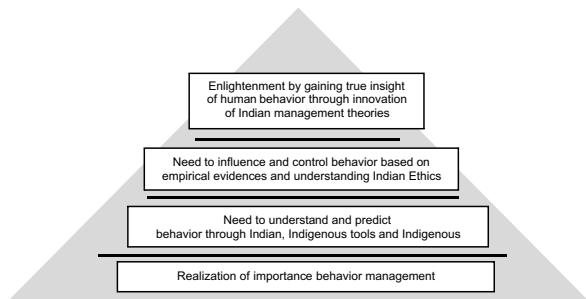 Enlightenment by gaining true insight
of human behavior through innovation
of Indian management theories
Need to influence and control behavior based on
empirical evidences and understanding Indian Ethics
Need to understand and predict
behavior through Indian, Indigenous tools and Indigenous
Realization of importance behavior management